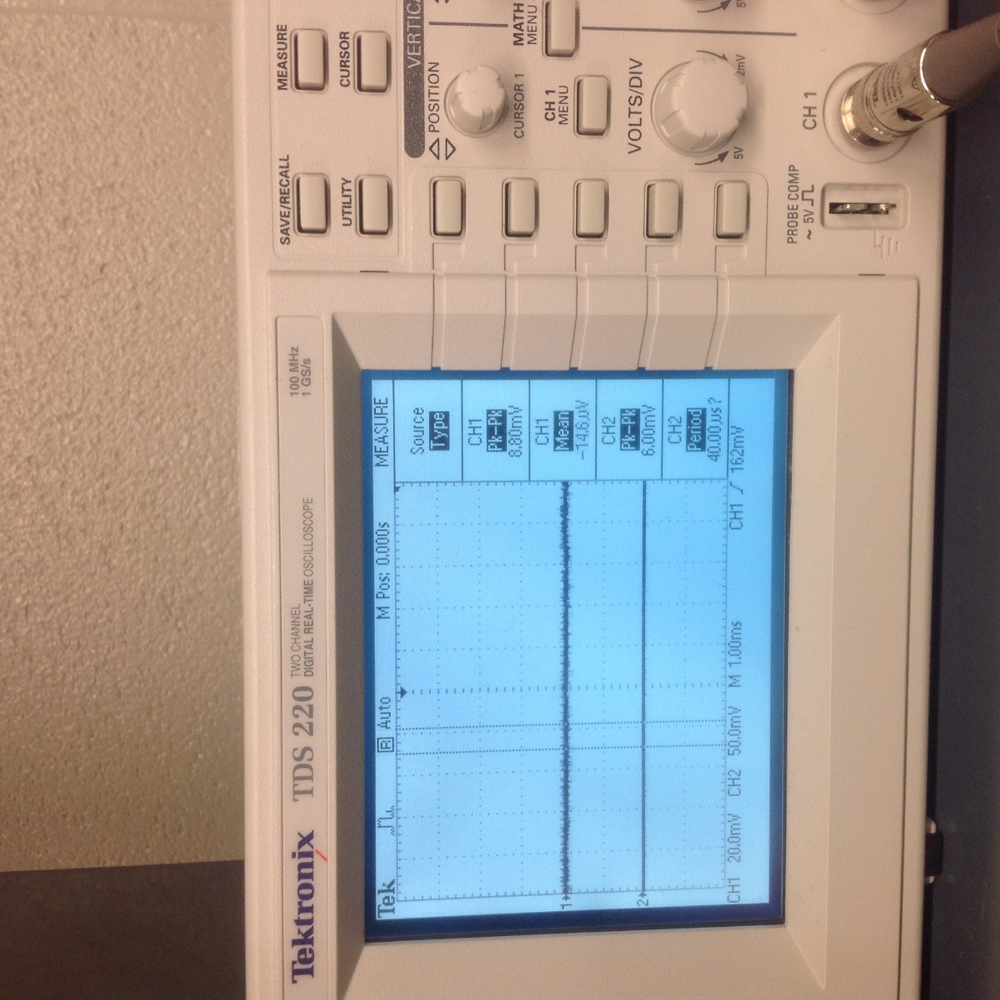 Tektronix TDS 220 TWO CHANNEL
DIGITAL REAL-TIME OSCILLOSCOPE
100 MHz
1 GS/s
Tek
R Auto
M Pos: 0.000s
MEASURE
Source
Type
CH1
Pk-Pk
8.80mV
CH1
Mean
-14.6µV
CH2
Pk-Pk
6.00mV
CH2
Period
40.00µs?
1
2
CH1 20.0mV CH2 50.0mV M 1.00ms CH1 162mV
SAVE/RECALL
MEASURE
UTILITY
CURSOR
POSITION
CURSOR 1
CH 1
MENU
MATH
MENU
VOLTS/DIV
5V
2mV
5V
PROBE COMP
~ 5V
CH 1